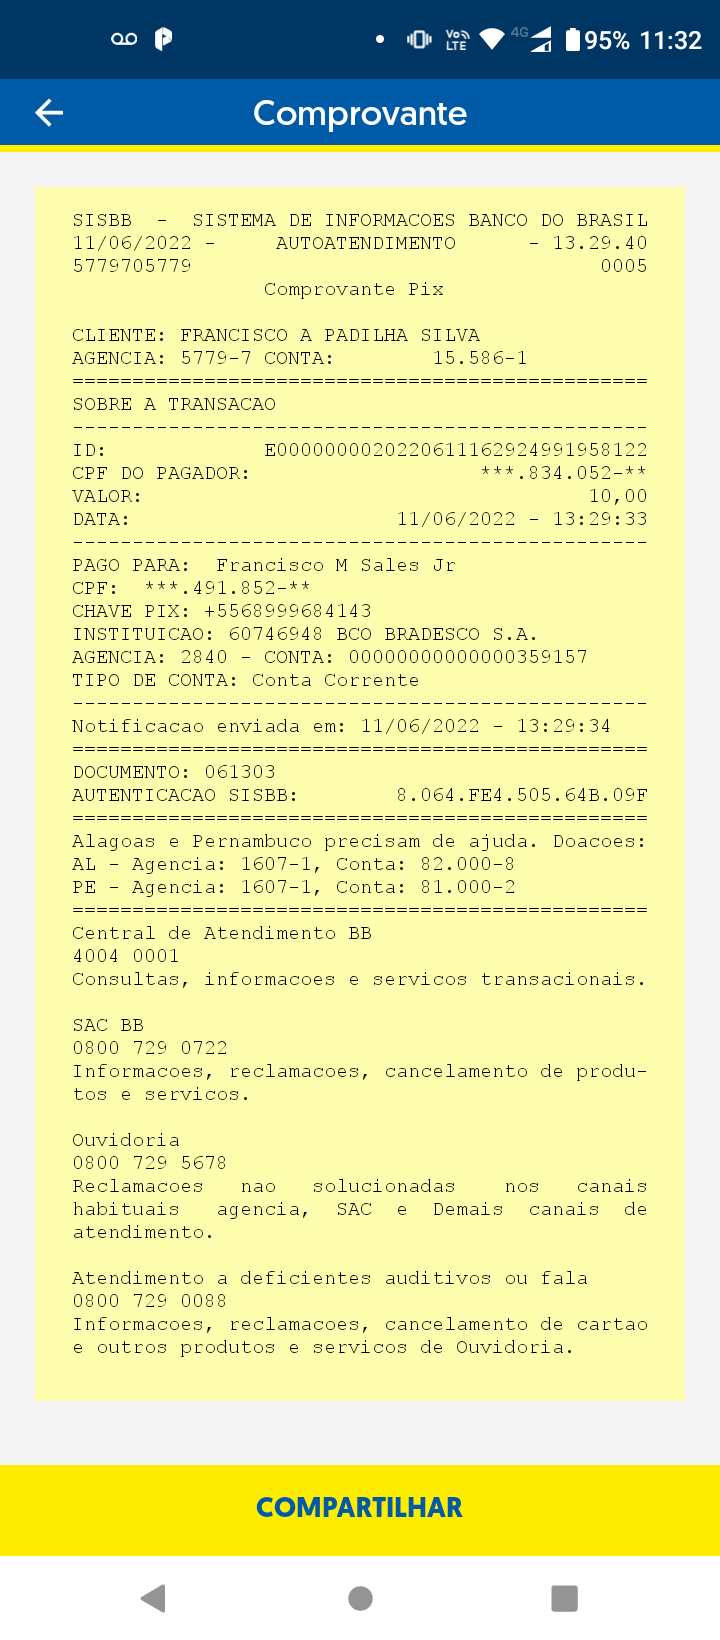 VoLTE 4G 95% 11:32
Comprovante
SISBB - SISTEMA DE INFORMACOES BANCO DO BRASIL
11/06/2022 - AUTOATENDIMENTO - 13.29.40
5779705779 0005
Comprovante Pix
CLIENTE: FRANCISCO A PADILHA SILVA
AGENCIA: 5779-7 CONTA: 15.586-1
================================================
SOBRE A TRANSACAO
------------------------------------------------
ID: E0000000020220611162924991958122
CPF DO PAGADOR: ***.834.052-**
VALOR: 10,00
DATA: 11/06/2022 - 13:29:33
------------------------------------------------
PAGO PARA: Francisco M Sales Jr
CPF: ***.491.852-**
CHAVE PIX: +5568999684143
INSTITUICAO: 60746948 BCO BRADESCO S.A.
AGENCIA: 2840 - CONTA: 00000000000000359157
TIPO DE CONTA: Conta Corrente
------------------------------------------------
Notificacao enviada em: 11/06/2022 - 13:29:34
================================================
DOCUMENTO: 061303
AUTENTICACAO SISBB: 8.064.FE4.505.64B.09F
================================================
Alagoas e Pernambuco precisam de ajuda. Doacoes:
AL - Agencia: 1607-1, Conta: 82.000-8
PE - Agencia: 1607-1, Conta: 81.000-2
================================================
Central de Atendimento BB
4004 0001
Consultas, informacoes e servicos transacionais.
SAC BB
0800 729 0722
Informacoes, reclamacoes, cancelamento de produ-
tos e servicos.
Ouvidoria
0800 729 5678
Reclamacoes nao solucionadas nos canais
habituais agencia, SAC e Demais canais de
atendimento.
Atendimento a deficientes auditivos ou fala
0800 729 0088
Informacoes, reclamacoes, cancelamento de cartao
e outros produtos e servicos de Ouvidoria.
COMPARTILHAR